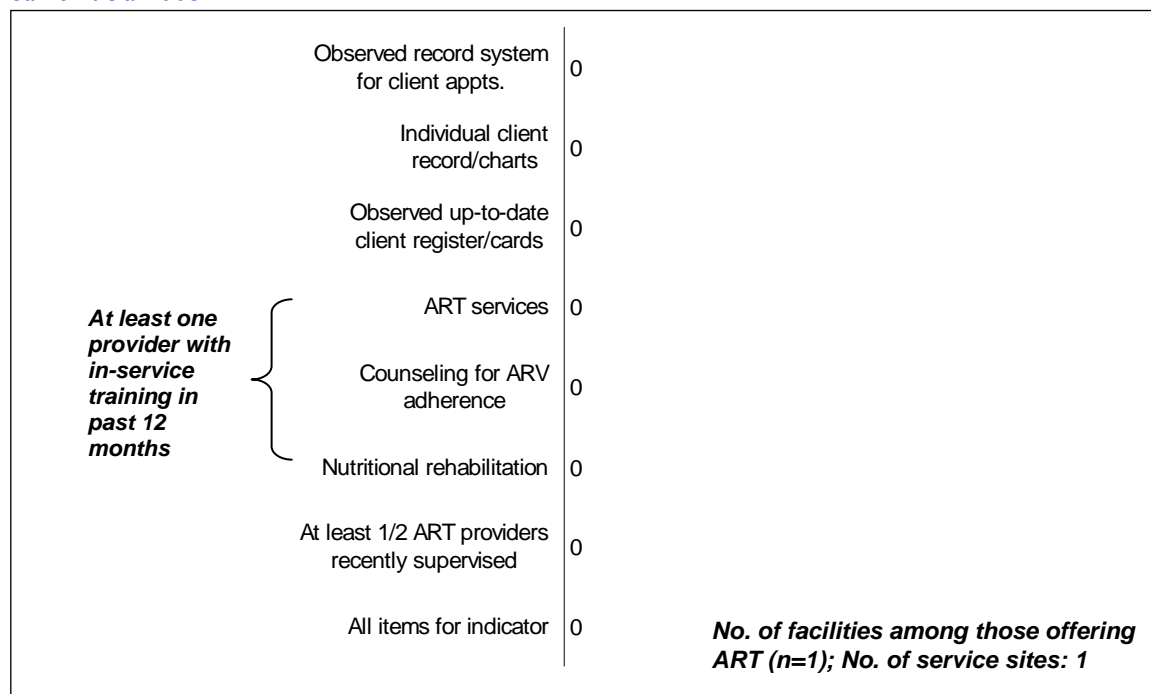 Observed record system
for client appts.
0
Individual client
record/charts
0
Observed up-to-date
client register/cards
0
At least one
provider with
in-service
training in
past 12
months
ART services
0
Counseling for ARV
adherence
0
Nutritional rehabilitation
0
At least 1/2 ART providers
recently supervised
0
All items for indicator
0
No. of facilities among those offering
ART (n=1); No. of service sites: 1